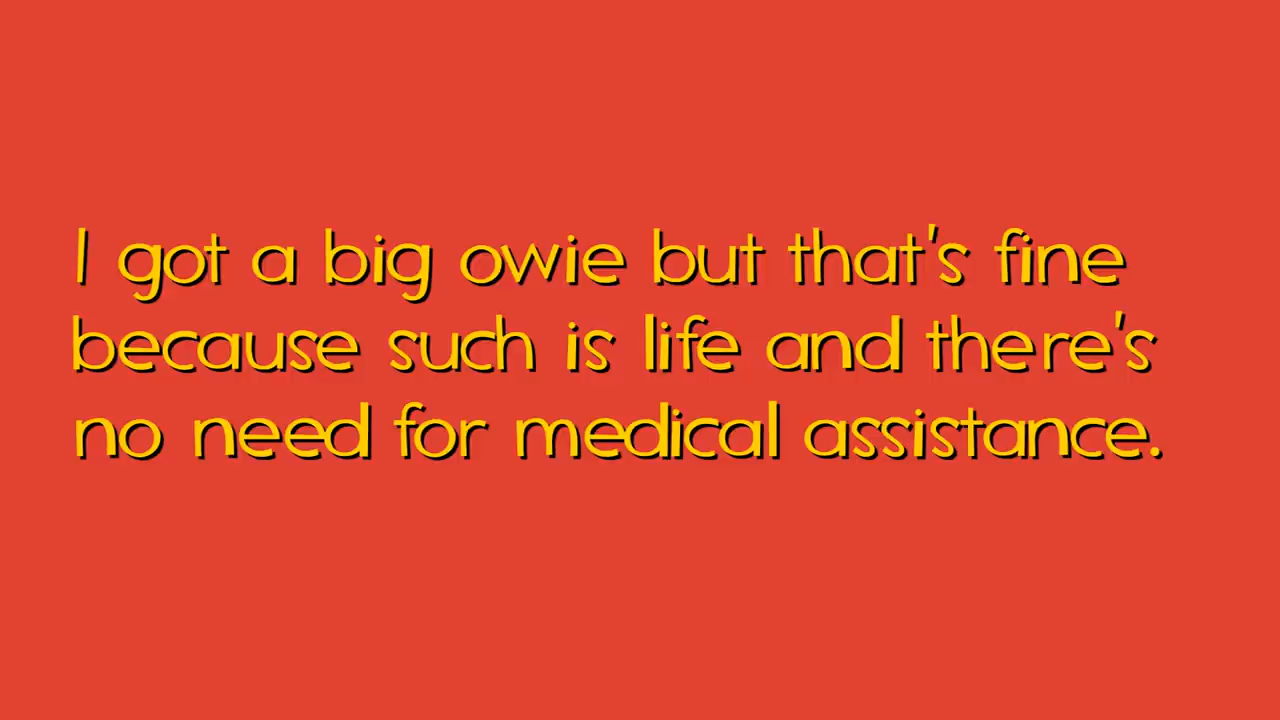 I got a big owie but that's fine
because such is life and there's
no need for medical assistance.